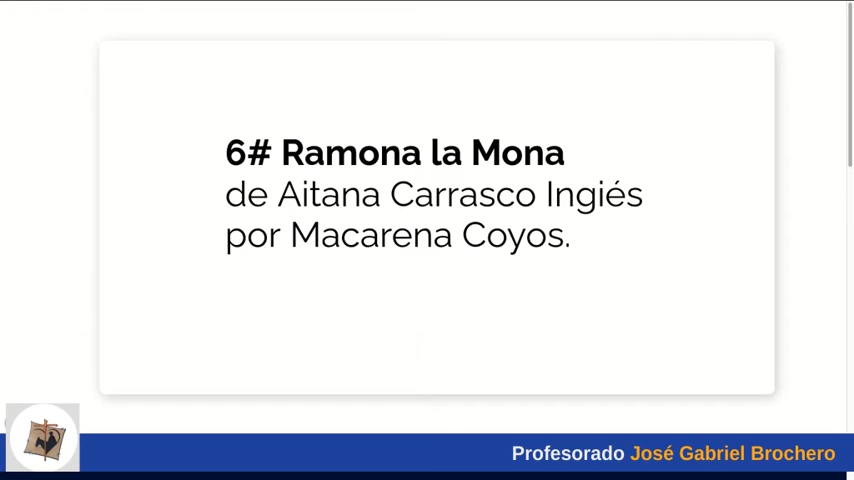 6# Ramona la Mona
de Aitana Carrasco Ingiés
por Macarena Coyos.
Profesorado José Gabriel Brochero